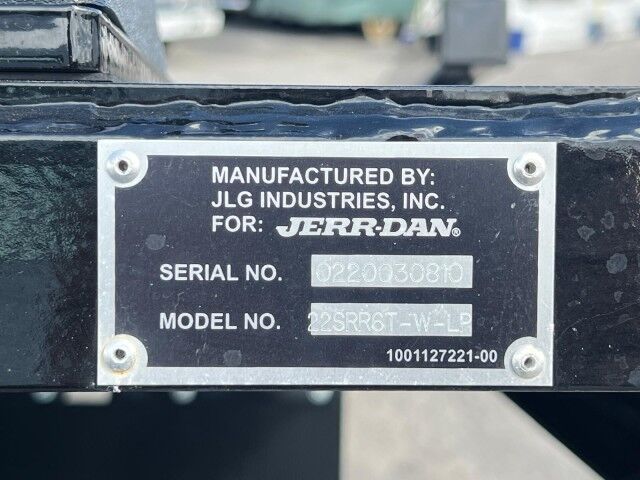 MANUFACTURED BY:
JLG INDUSTRIES, INC.
FOR: JERR-DAN®
SERIAL NO. 0220030810
MODEL NO. 22SRR6T-W-LP
1001127221-00